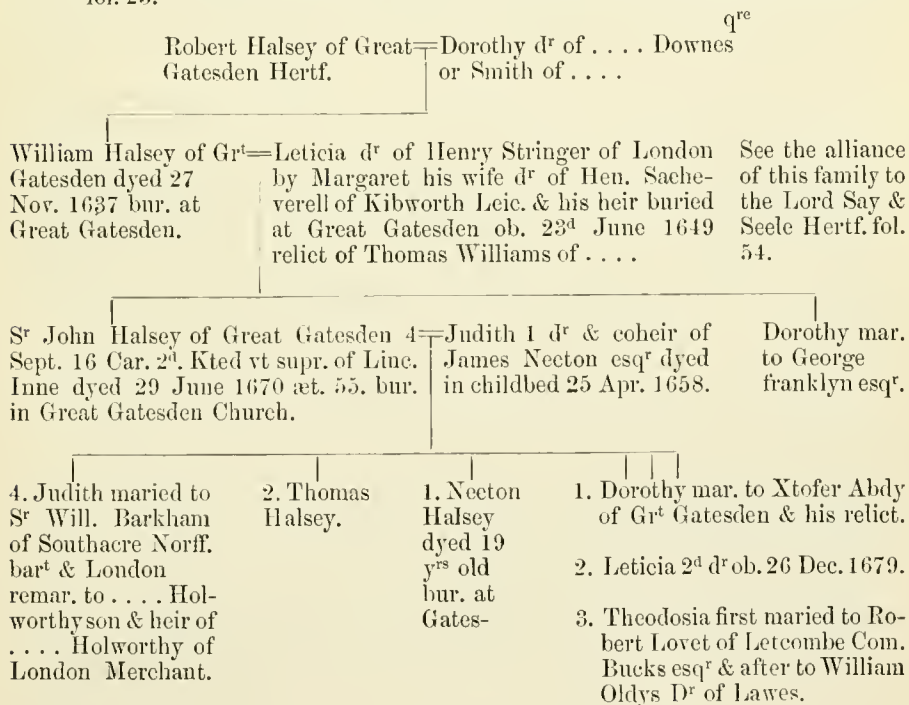 fol. 25.
qre
Robert Halsey of Great Gatesden Hertf.
Dorothy dr of .... Downes
or Smith of ....
William Halsey of Grt
Gatesden dyed 27
Nov. 1637 bur. at
Great Gatesden.
Leticia dr of Henry Stringer of London
by Margaret his wife dr of Hen. Sache-
verell of Kibworth Leic. & his heir buried
at Great Gatesden ob. 23d June 1649
relict of Thomas Williams of ....
See the alliance
of this family to
the Lord Say &
Seele Hertf. fol.
54.
Sr John Halsey of Great Gatesden 4
Sept. 16 Car. 2d. Kted vt supr. of Linc.
Inne dyed 29 June 1670 æt. 55. bur.
in Great Gatesden Church.
Judith 1 dr & coheir of
James Necton esqr dyed
in childbed 25 Apr. 1658.
Dorothy mar.
to George
franklyn esqr.
4. Judith maried to
Sr Will. Barkham
of Southacre Norff.
bart & London
remar. to .... Hol-
worthy son & heir of
.... Holworthy of
London Merchant.
2. Thomas
Halsey.
1. Necton
Halsey
dyed 19
yrs old
bur. at
Gates-
1. Dorothy mar. to Xtofer Abdy
of Grt Gatesden & his relict.
2. Leticia 2d dr ob. 26 Dec. 1679.
3. Theodosia first maried to Ro-
bert Lovet of Letcombe Com.
Bucks esqr & after to William
Oldys Dr of Lawes.